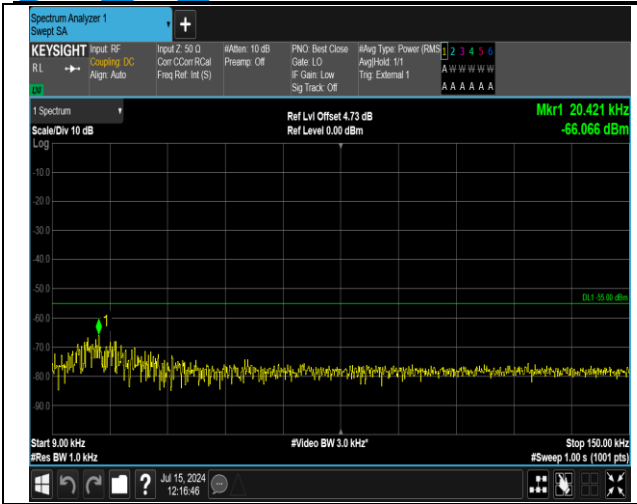 Spectrum Analyzer 1
Swept SA
+
KEYSIGHT
RL
LXI
Input: RF
Coupling: DC
Align: Auto
Input Z: 50 Ω
Corr CCorr RCal
Freq Ref: Int (S)
#Atten: 10 dB
Preamp: Off
PNO: Best Close
Gate: LO
IF Gain: Low
Sig Track: Off
#Avg Type: Power (RMS
Avg|Hold: 1/1
Trig: External 1
1 2 3 4 5 6
A W W W W W
A A A A A A
1 Spectrum
Scale/Div 10 dB
Log
Ref Lvl Offset 4.73 dB
Ref Level 0.00 dBm
Mkr1 20.421 kHz
-66.066 dBm
-10.0
-20.0
-30.0
-40.0
-50.0
DL1 -55.00 dBm
-60.0
1
-70.0
-80.0
-90.0
Start 9.00 kHz
#Res BW 1.0 kHz
#Video BW 3.0 kHz*
Stop 150.00 kHz
#Sweep 1.00 s (1001 pts)
?
Jul 15, 2024
12:16:46